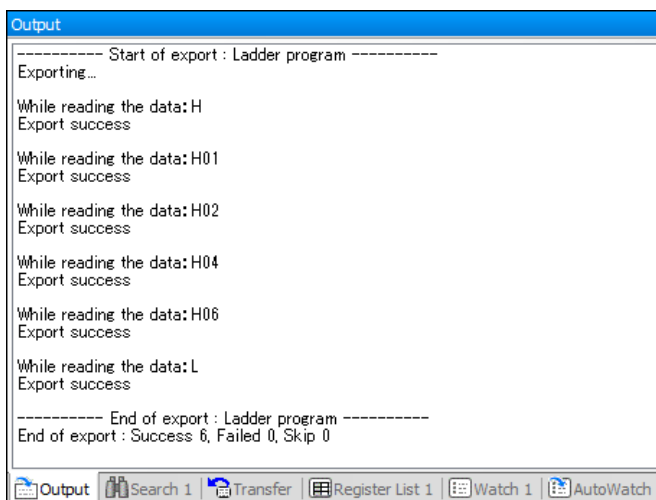 Output
---------- Start of export : Ladder program ----------
Exporting...
While reading the data: H
Export success
While reading the data: H01
Export success
While reading the data: H02
Export success
While reading the data: H04
Export success
While reading the data: H06
Export success
While reading the data: L
Export success
---------- End of export : Ladder program ----------
End of export : Success 6, Failed 0, Skip 0
Output Search 1 Transfer Register List 1 Watch 1 AutoWatch